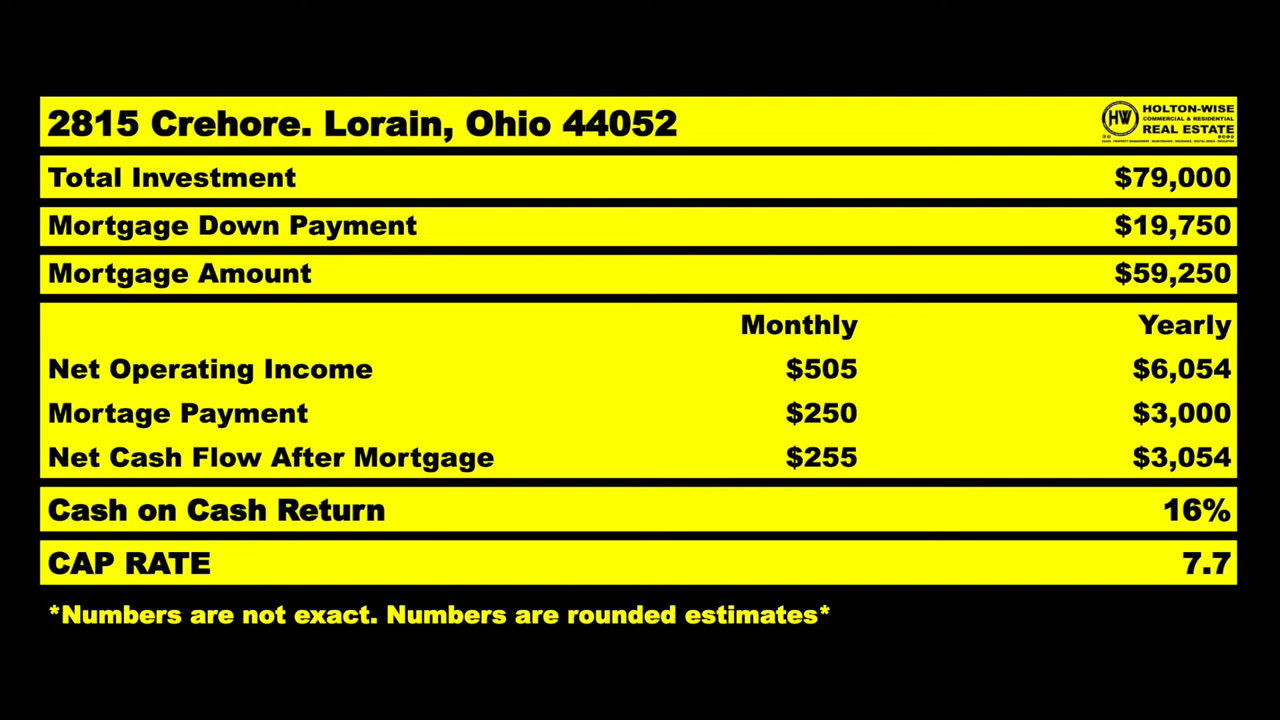 2815 Crehore. Lorain, Ohio 44052
HOLTON-WISE
COMMERCIAL & RESIDENTIAL
REAL ESTATE
HW
Total Investment $79,000
Mortgage Down Payment $19,750
Mortgage Amount $59,250
Monthly Yearly
Net Operating Income $505 $6,054
Mortage Payment $250 $3,000
Net Cash Flow After Mortgage $255 $3,054
Cash on Cash Return 16%
CAP RATE 7.7
*Numbers are not exact. Numbers are rounded estimates*